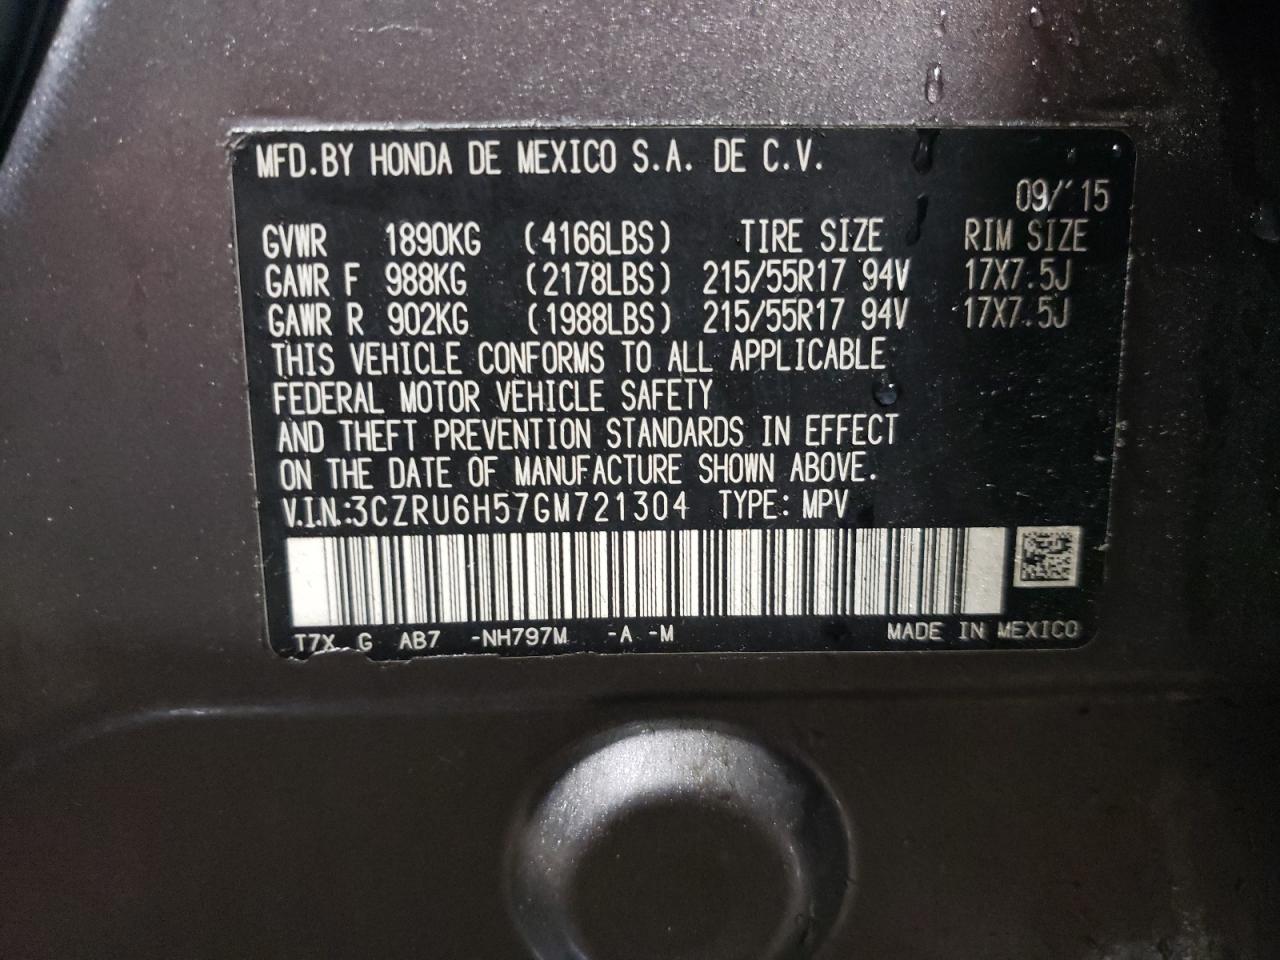 MFD.BY HONDA DE MEXICO S.A. DE C.V.
09/'15
GVWR 1890KG (4166LBS) TIRE SIZE RIM SIZE
GAWR F 988KG (2178LBS) 215/55R17 94V 17X7.5J
GAWR R 902KG (1988LBS) 215/55R17 94V 17X7.5J
THIS VEHICLE CONFORMS TO ALL APPLICABLE
FEDERAL MOTOR VEHICLE SAFETY
AND THEFT PREVENTION STANDARDS IN EFFECT
ON THE DATE OF MANUFACTURE SHOWN ABOVE.
V.I.N.:3CZRU6H57GM721304 TYPE: MPV
T7X G AB7 -NH797M -A -M MADE IN MEXICO